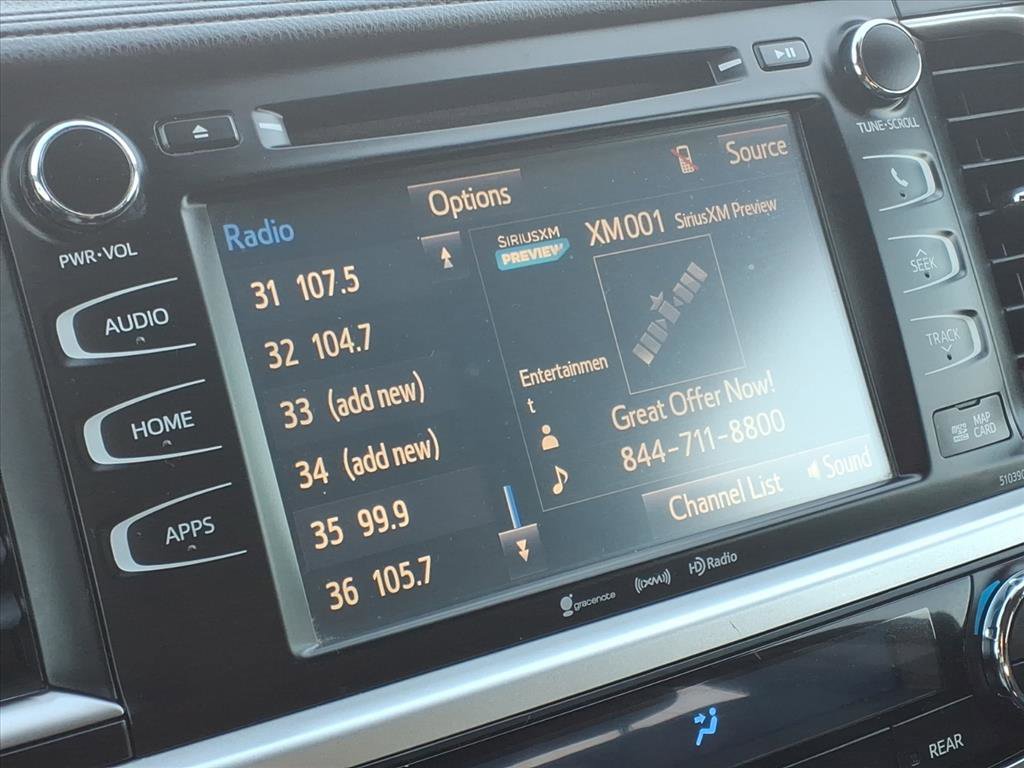 TUNE•SCROLL
PWR•VOL
AUDIO
HOME
APPS
Radio
Options
Source
31 107.5
32 104.7
33 (add new)
34 (add new)
35 99.9
36 105.7
SIRIUSXM
PREVIEW
XM001 SiriusXM Preview
Entertainmen
t
Great Offer Now!
844-711-8800
Channel List
Sound
SEEK
TRACK
MAP
CARD
gracenote
((XM))
HD Radio
REAR